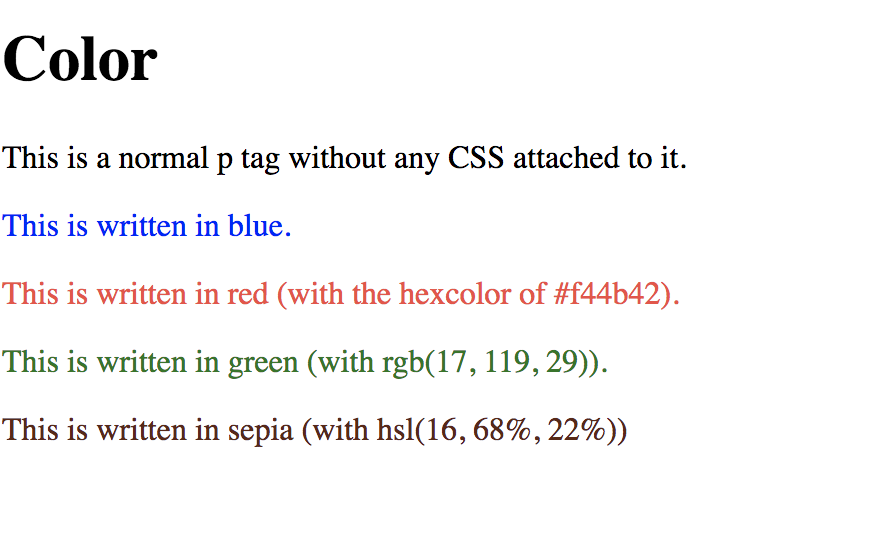 Color
This is a normal p tag without any CSS attached to it.
This is written in blue.
This is written in red (with the hexcolor of #f44b42).
This is written in green (with rgb(17, 119, 29)).
This is written in sepia (with hsl(16, 68%, 22%))